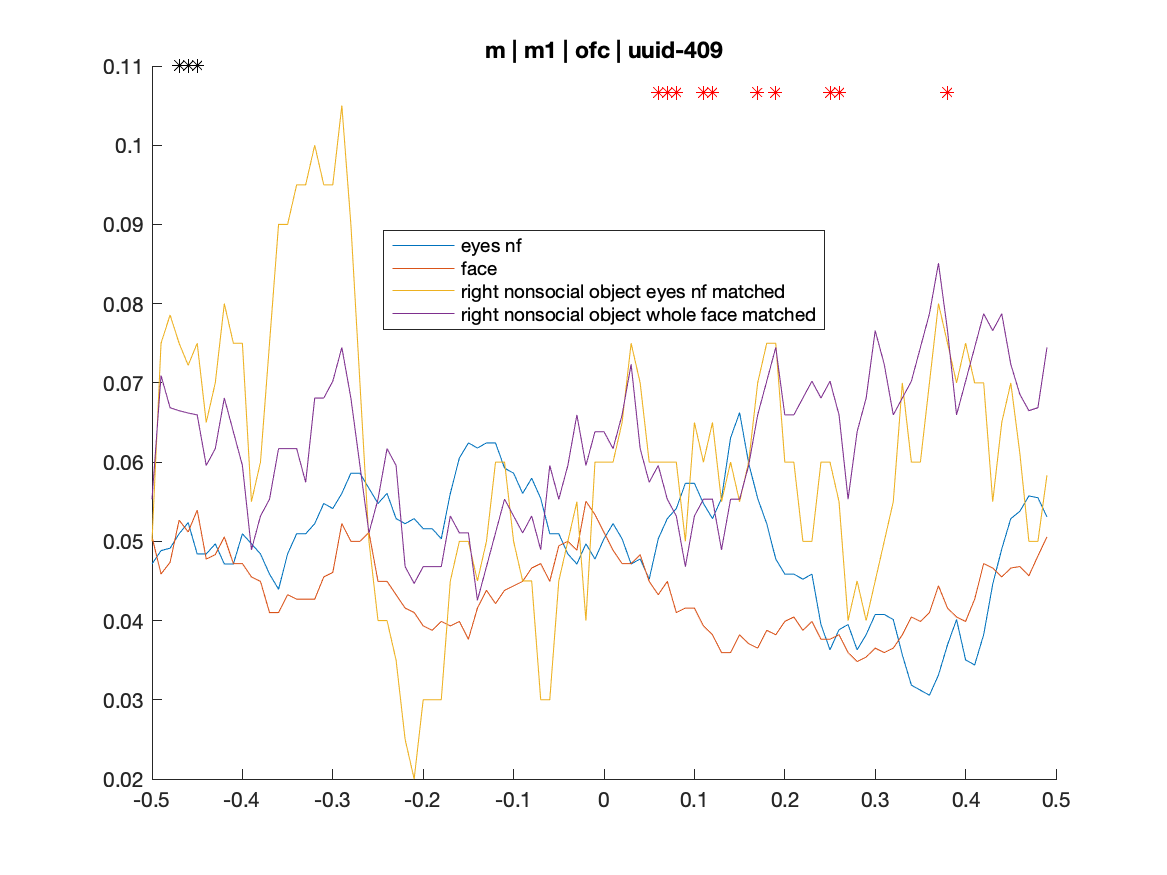 m | m1 | ofc | uuid-409
0.11
0.1
0.09
0.08
0.07
0.06
0.05
0.04
0.03
0.02
eyes nf
face
right nonsocial object eyes nf matched
right nonsocial object whole face matched
-0.5 -0.4 -0.3 -0.2 -0.1 0 0.1 0.2 0.3 0.4 0.5